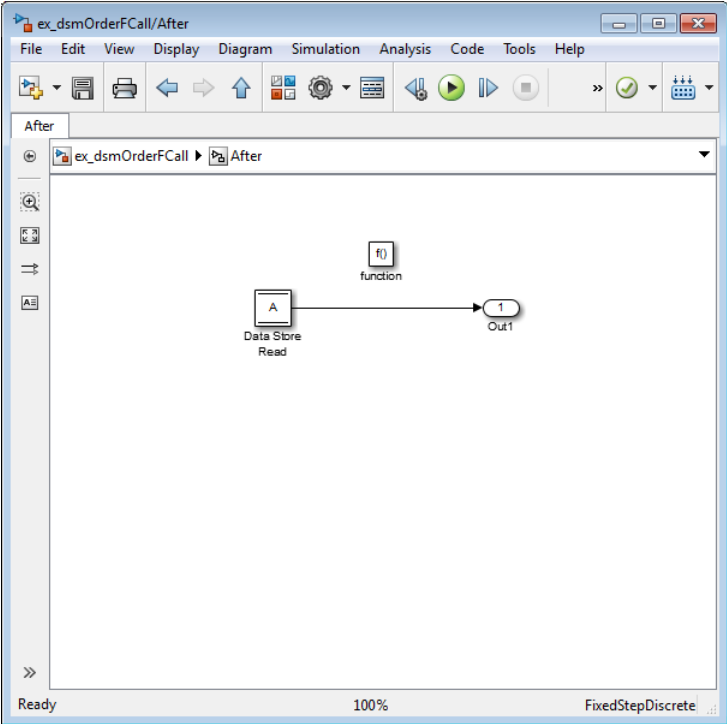 ex_dsmOrderFCall/After
File Edit View Display Diagram Simulation Analysis Code Tools Help
»
After
ex_dsmOrderFCall After
f()
function
A
1
Data Store
Read
Out1
A
»
Ready 100% FixedStepDiscrete